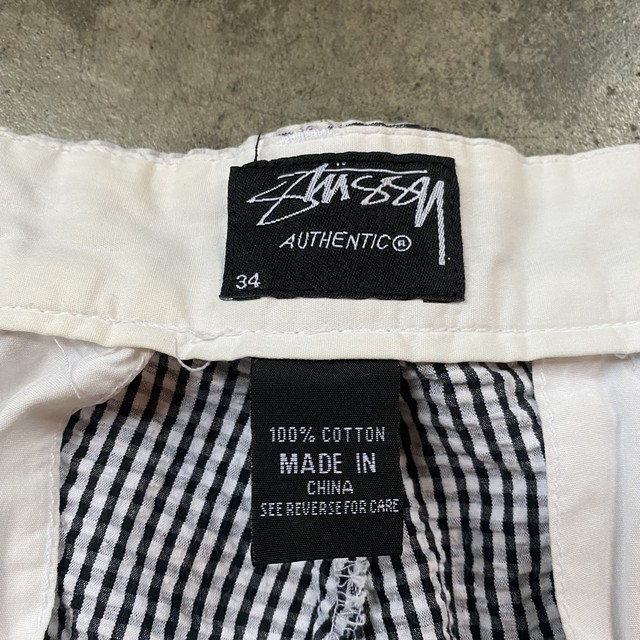 Stüssy
AUTHENTIC®
34
100% COTTON
MADE IN
CHINA
SEE REVERSE FOR CARE